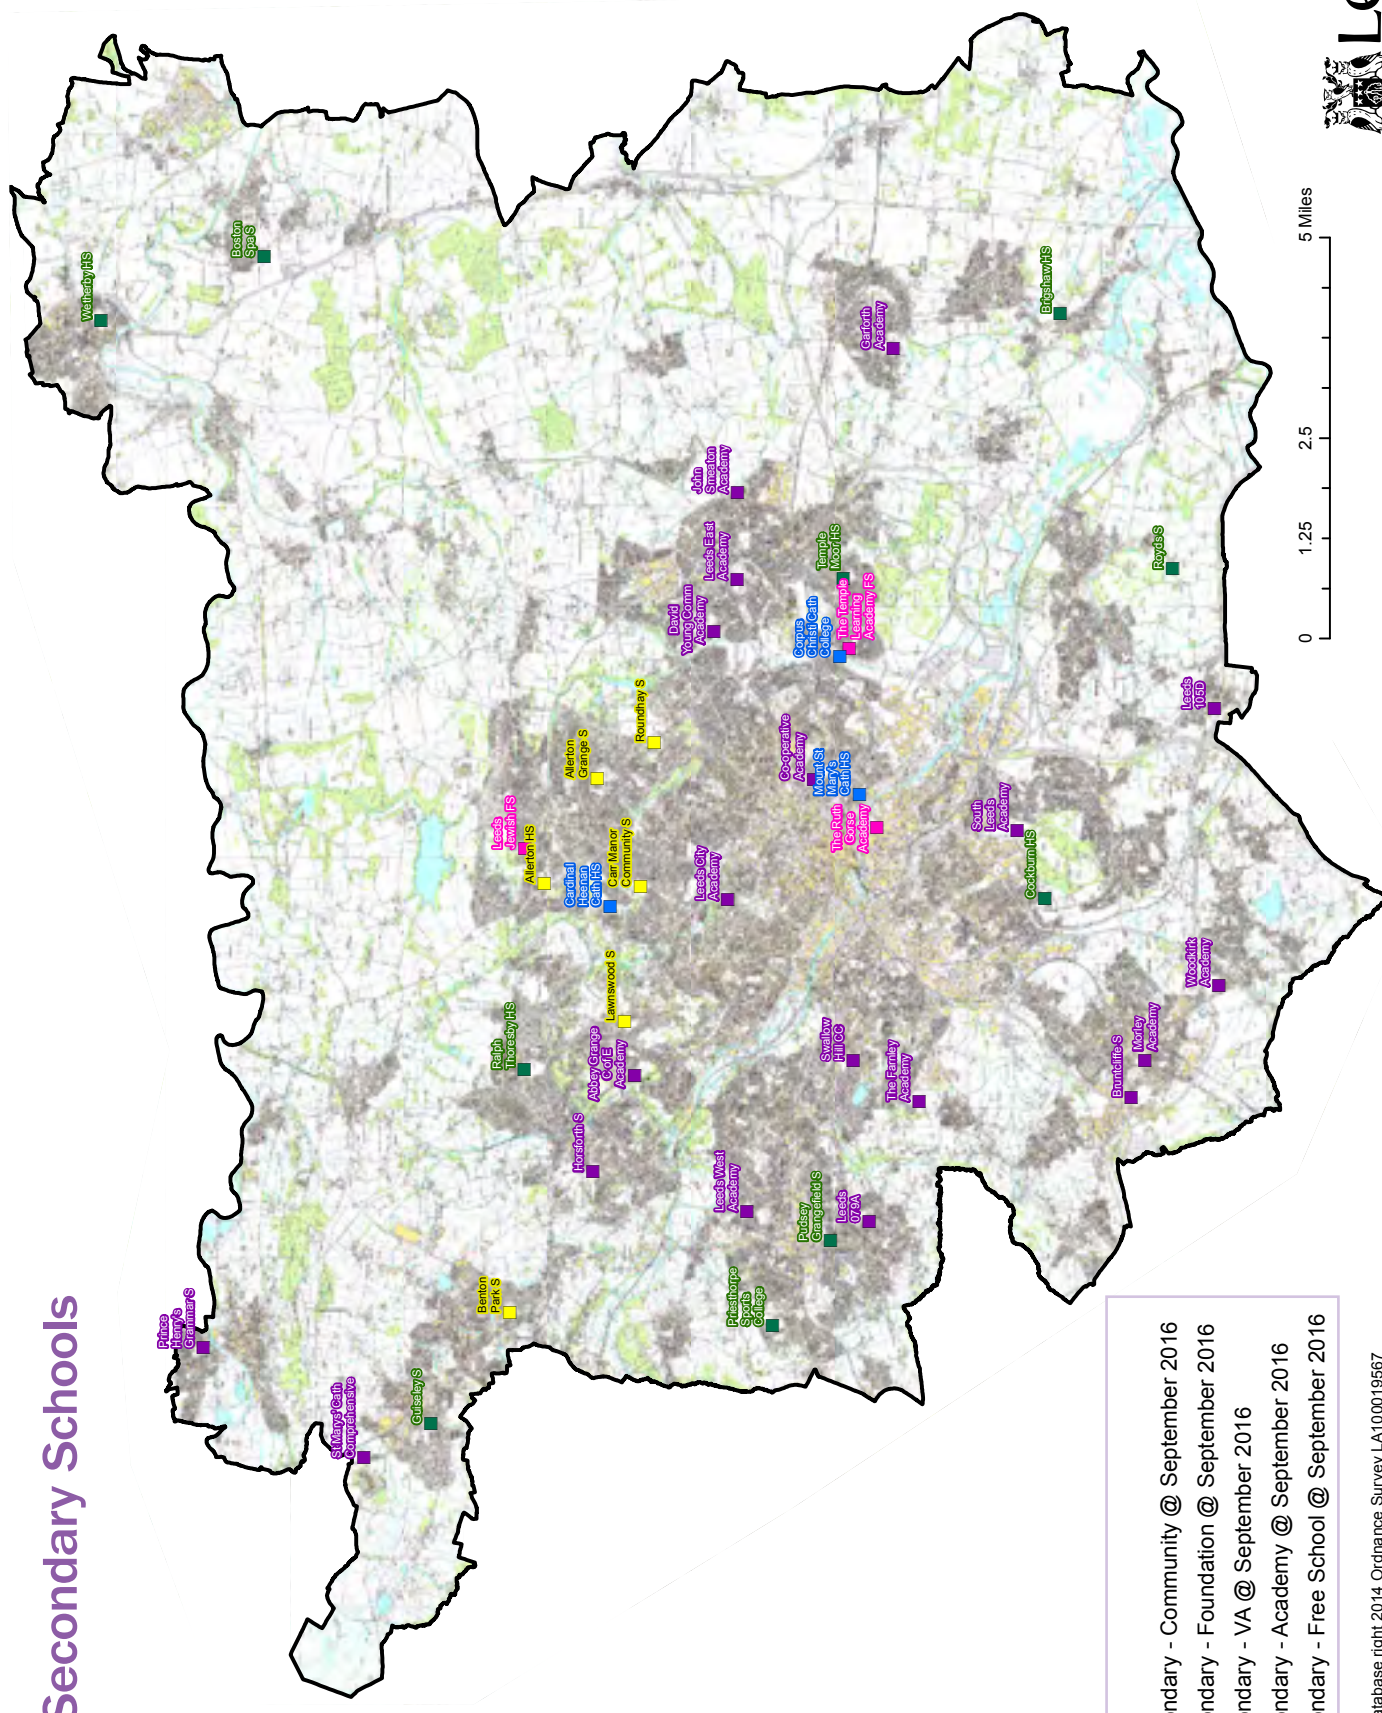 Secondary Schools
Prince
Henry's
Grammar S
St Marys' Cath
Comprehensive
Guiseley S
Benton
Park S
Horsforth S
Ralph
Thoresby HS
Abbey Grange
C of E
Academy
Lawnswood S
Leeds
Jewish FS
Allerton HS
Cardinal
Heenan
Cath HS
Carr Manor
Community S
Allerton
Grange S
Roundhay S
Wetherby HS
Boston
Spa S
Leeds West
Academy
Priesthorpe
Sports
College
Pudsey
Grangefield S
Leeds
079A
Swallow
Hill CC
The Farnley
Academy
Leeds City
Academy
David
Young Comm
Academy
Leeds East
Academy
John
Smeaton
Academy
Co-operative
Academy
Mount St
Mary's
Cath HS
The Ruth
Gorse
Academy
Corpus
Christi Cath
College
Temple
Moor HS
The Temple
Learning
Academy FS
Garforth
Academy
Brigshaw HS
South
Leeds
Academy
Cockburn HS
Bruntcliffe S
Morley
Academy
Woodkirk
Academy
Leeds
105D
Royds S
0 1.25 2.5 5 Miles
ndary - Community @ September 2016
ndary - Foundation @ September 2016
ndary - VA @ September 2016
ndary - Academy @ September 2016
ndary - Free School @ September 2016
atabase right 2014 Ordnance Survey LA100019567
Le